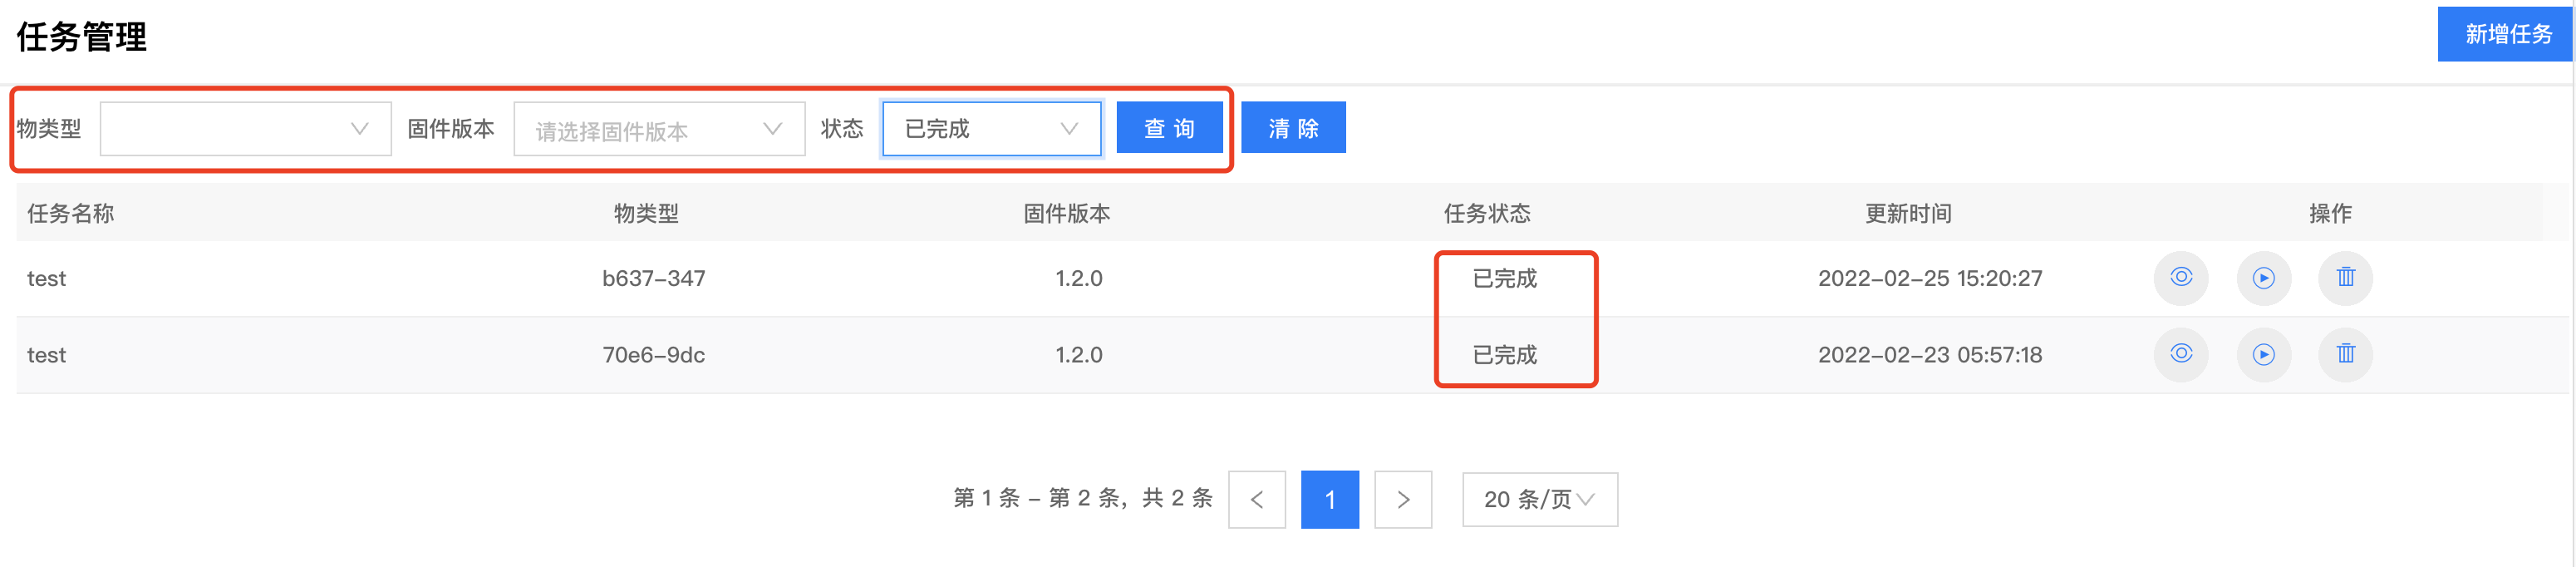 任务管理
新增任务
物类型 固件版本 请选择固件版本 状态 已完成 查 询 清 除
任务名称 物类型 固件版本 任务状态 更新时间 操作
test b637-347 1.2.0 已完成 2022-02-25 15:20:27
test 70e6-9dc 1.2.0 已完成 2022-02-23 05:57:18
第 1 条 - 第 2 条，共 2 条 < 1 > 20 条/页